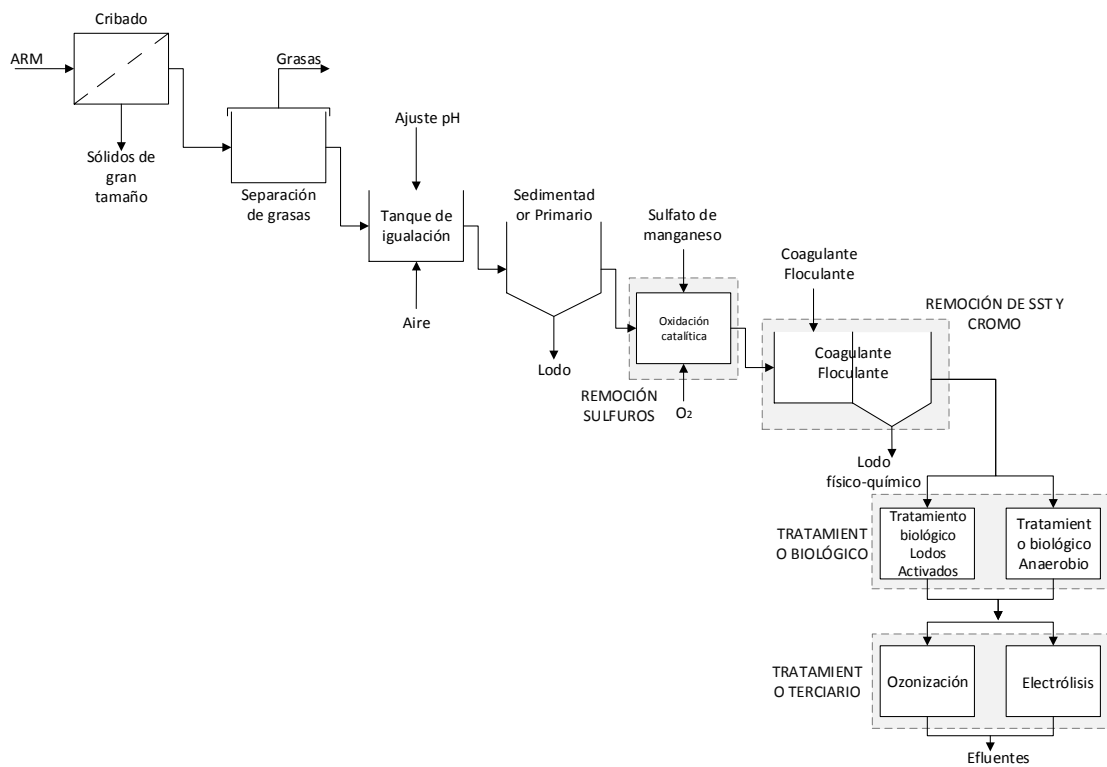 Cribado
ARM
Sólidos de
gran
tamaño
Grasas
Separación
de grasas
Ajuste pH
Tanque de
igualación
Aire
Sedimentad
or Primario
Lodo
Sulfato de
manganeso
Oxidación
catalítica
REMOCIÓN
SULFUROS
O2
Coagulante
Floculante
REMOCIÓN DE SST Y
CROMO
Coagulante
Floculante
Lodo
físico-químico
TRATAMIENT
O BIOLÓGICO
Tratamiento
biológico
Lodos
Activados
Tratamient
o biológico
Anaerobio
TRATAMIENT
O TERCIARIO
Ozonización
Electrólisis
Efluentes